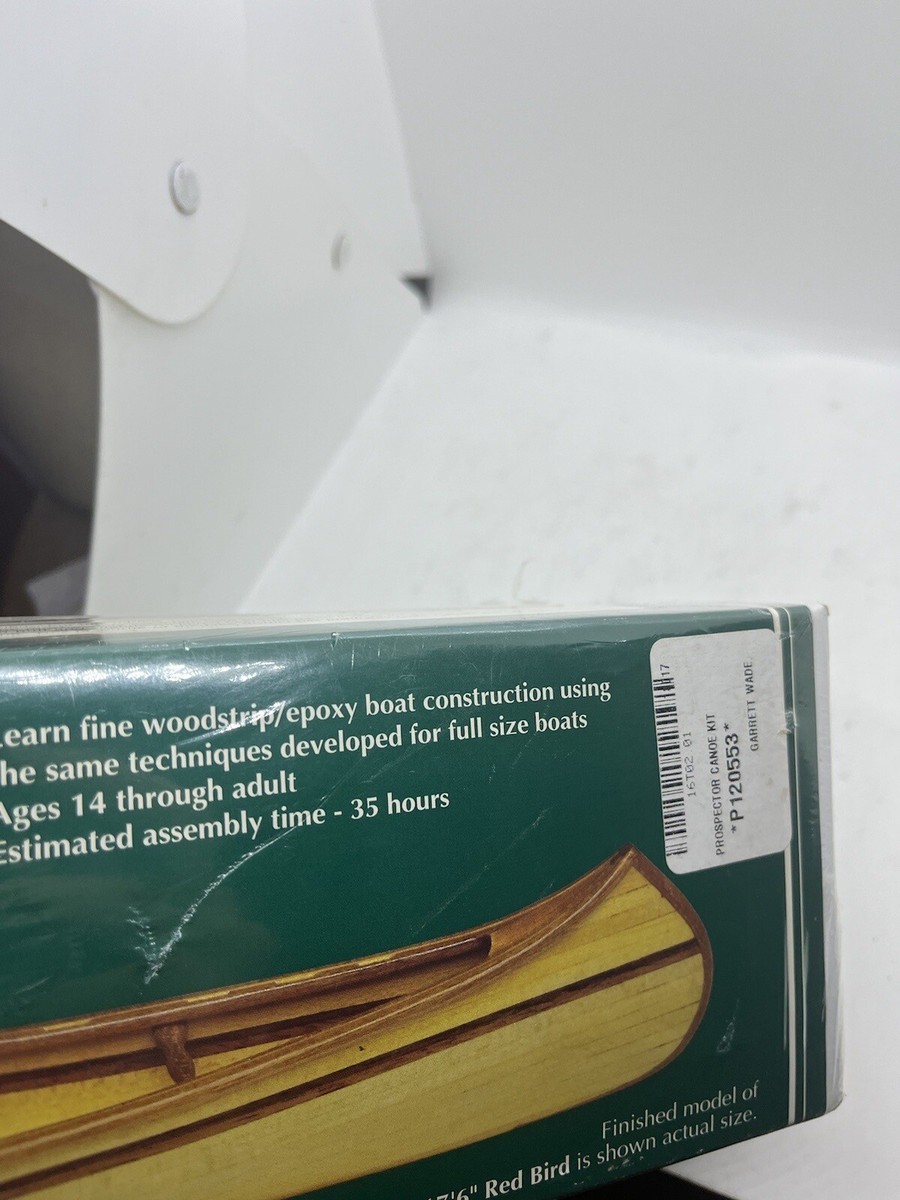 earn fine woodstrip/epoxy boat construction using
he same techniques developed for full size boats
Ages 14 through adult
Estimated assembly time - 35 hours
17
16T02 01
PROSPECTOR CANOE KIT
*P120553*
GARRETT WADE
Finished model of
7'6" Red Bird is shown actual size.